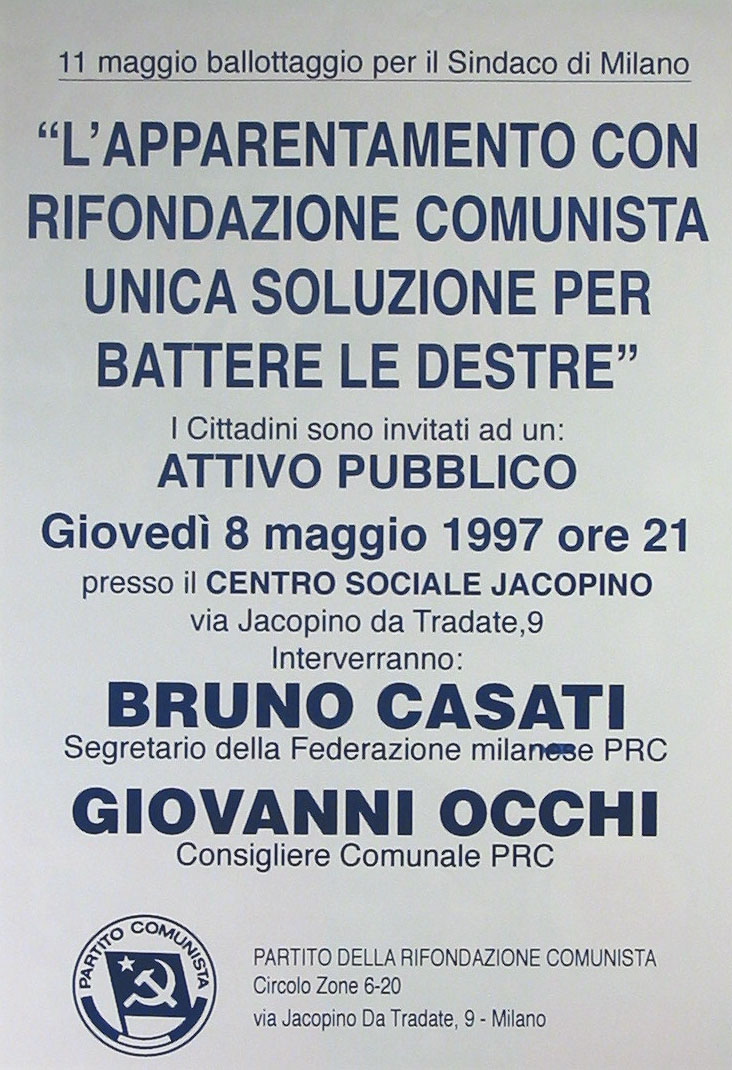 11 maggio ballottaggio per il Sindaco di Milano
“L’APPARENTAMENTO CON
RIFONDAZIONE COMUNISTA
UNICA SOLUZIONE PER
BATTERE LE DESTRE”
I Cittadini sono invitati ad un:
ATTIVO PUBBLICO
Giovedì 8 maggio 1997 ore 21
presso il CENTRO SOCIALE JACOPINO
via Jacopino da Tradate,9
Interverranno:
BRUNO CASATI
Segretario della Federazione milanese PRC
GIOVANNI OCCHI
Consigliere Comunale PRC
PARTITO COMUNISTA
PARTITO DELLA RIFONDAZIONE COMUNISTA
Circolo Zone 6-20
via Jacopino Da Tradate, 9 - Milano